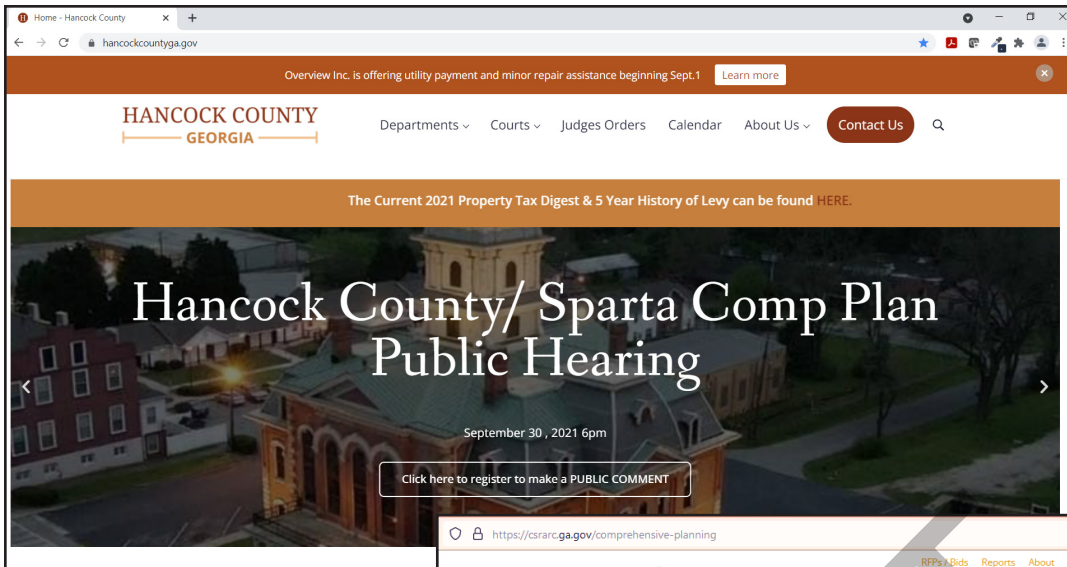 Home - Hancock County
hancockcountyga.gov
Overview Inc. is offering utility payment and minor repair assistance beginning Sept.1 Learn more
HANCOCK COUNTY
GEORGIA
Departments Courts Judges Orders Calendar About Us Contact Us
The Current 2021 Property Tax Digest & 5 Year History of Levy can be found HERE.
Hancock County/ Sparta Comp Plan
Public Hearing
September 30 , 2021 6pm
Click here to register to make a PUBLIC COMMENT
https://csrarc.ga.gov/comprehensive-planning
RFPs / Bids Reports About